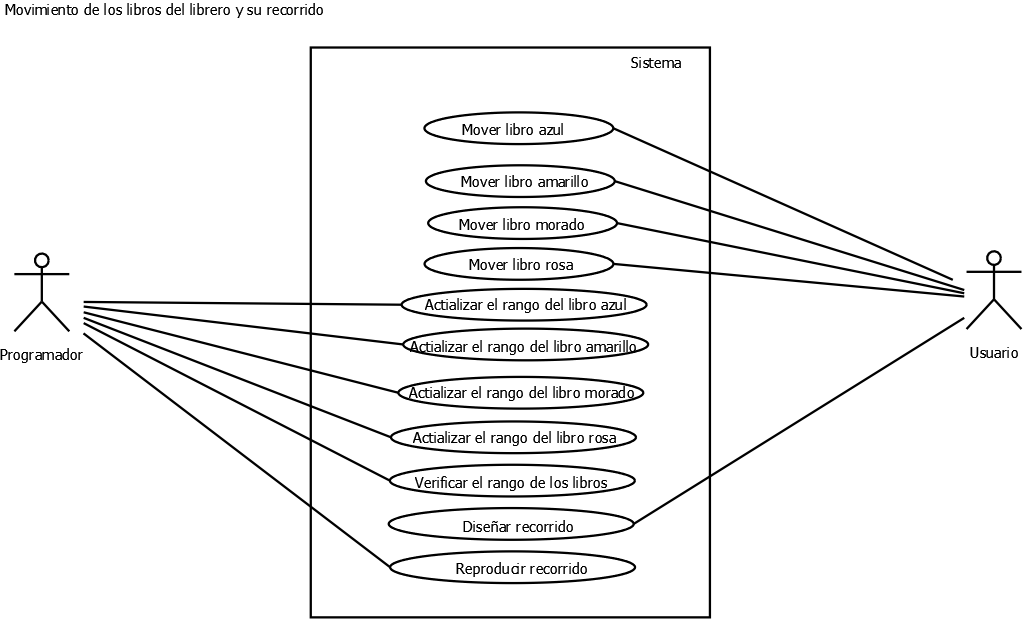 Movimiento de los libros del librero y su recorrido
Sistema
Mover libro azul
Mover libro amarillo
Mover libro morado
Mover libro rosa
Actializar el rango del libro azul
Actializar el rango del libro amarillo
Programador
Usuario
Actializar el rango del libro morado
Actializar el rango del libro rosa
Verificar el rango de los libros
Diseñar recorrido
Reproducir recorrido